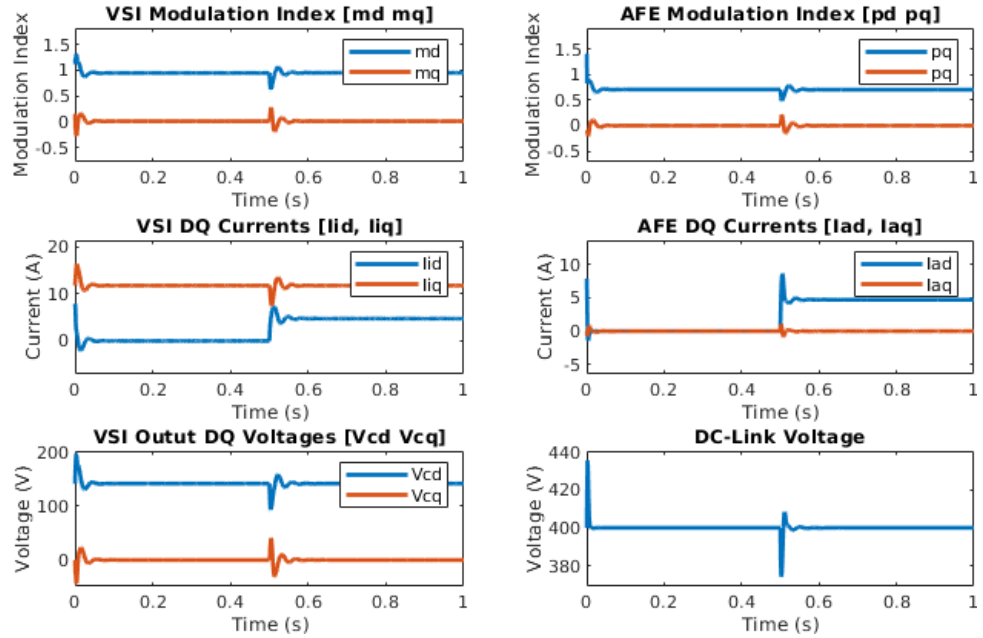 VSI Modulation Index [md mq]
Modulation Index
1.5
1
0.5
0
-0.5
md
mq
0 0.2 0.4 0.6 0.8 1
Time (s)
AFE Modulation Index [pd pq]
Modulation Index
1.5
1
0.5
0
-0.5
pq
pq
0 0.2 0.4 0.6 0.8 1
Time (s)
VSI DQ Currents [Iid, Iiq]
Current (A)
20
10
0
Iid
Iiq
0 0.2 0.4 0.6 0.8 1
Time (s)
AFE DQ Currents [Iad, Iaq]
Current (A)
10
5
0
-5
Iad
Iaq
0 0.2 0.4 0.6 0.8 1
Time (s)
VSI Outut DQ Voltages [Vcd Vcq]
Voltage (V)
200
100
0
Vcd
Vcq
0 0.2 0.4 0.6 0.8 1
Time (s)
DC-Link Voltage
Voltage (V)
440
420
400
380
0 0.2 0.4 0.6 0.8 1
Time (s)